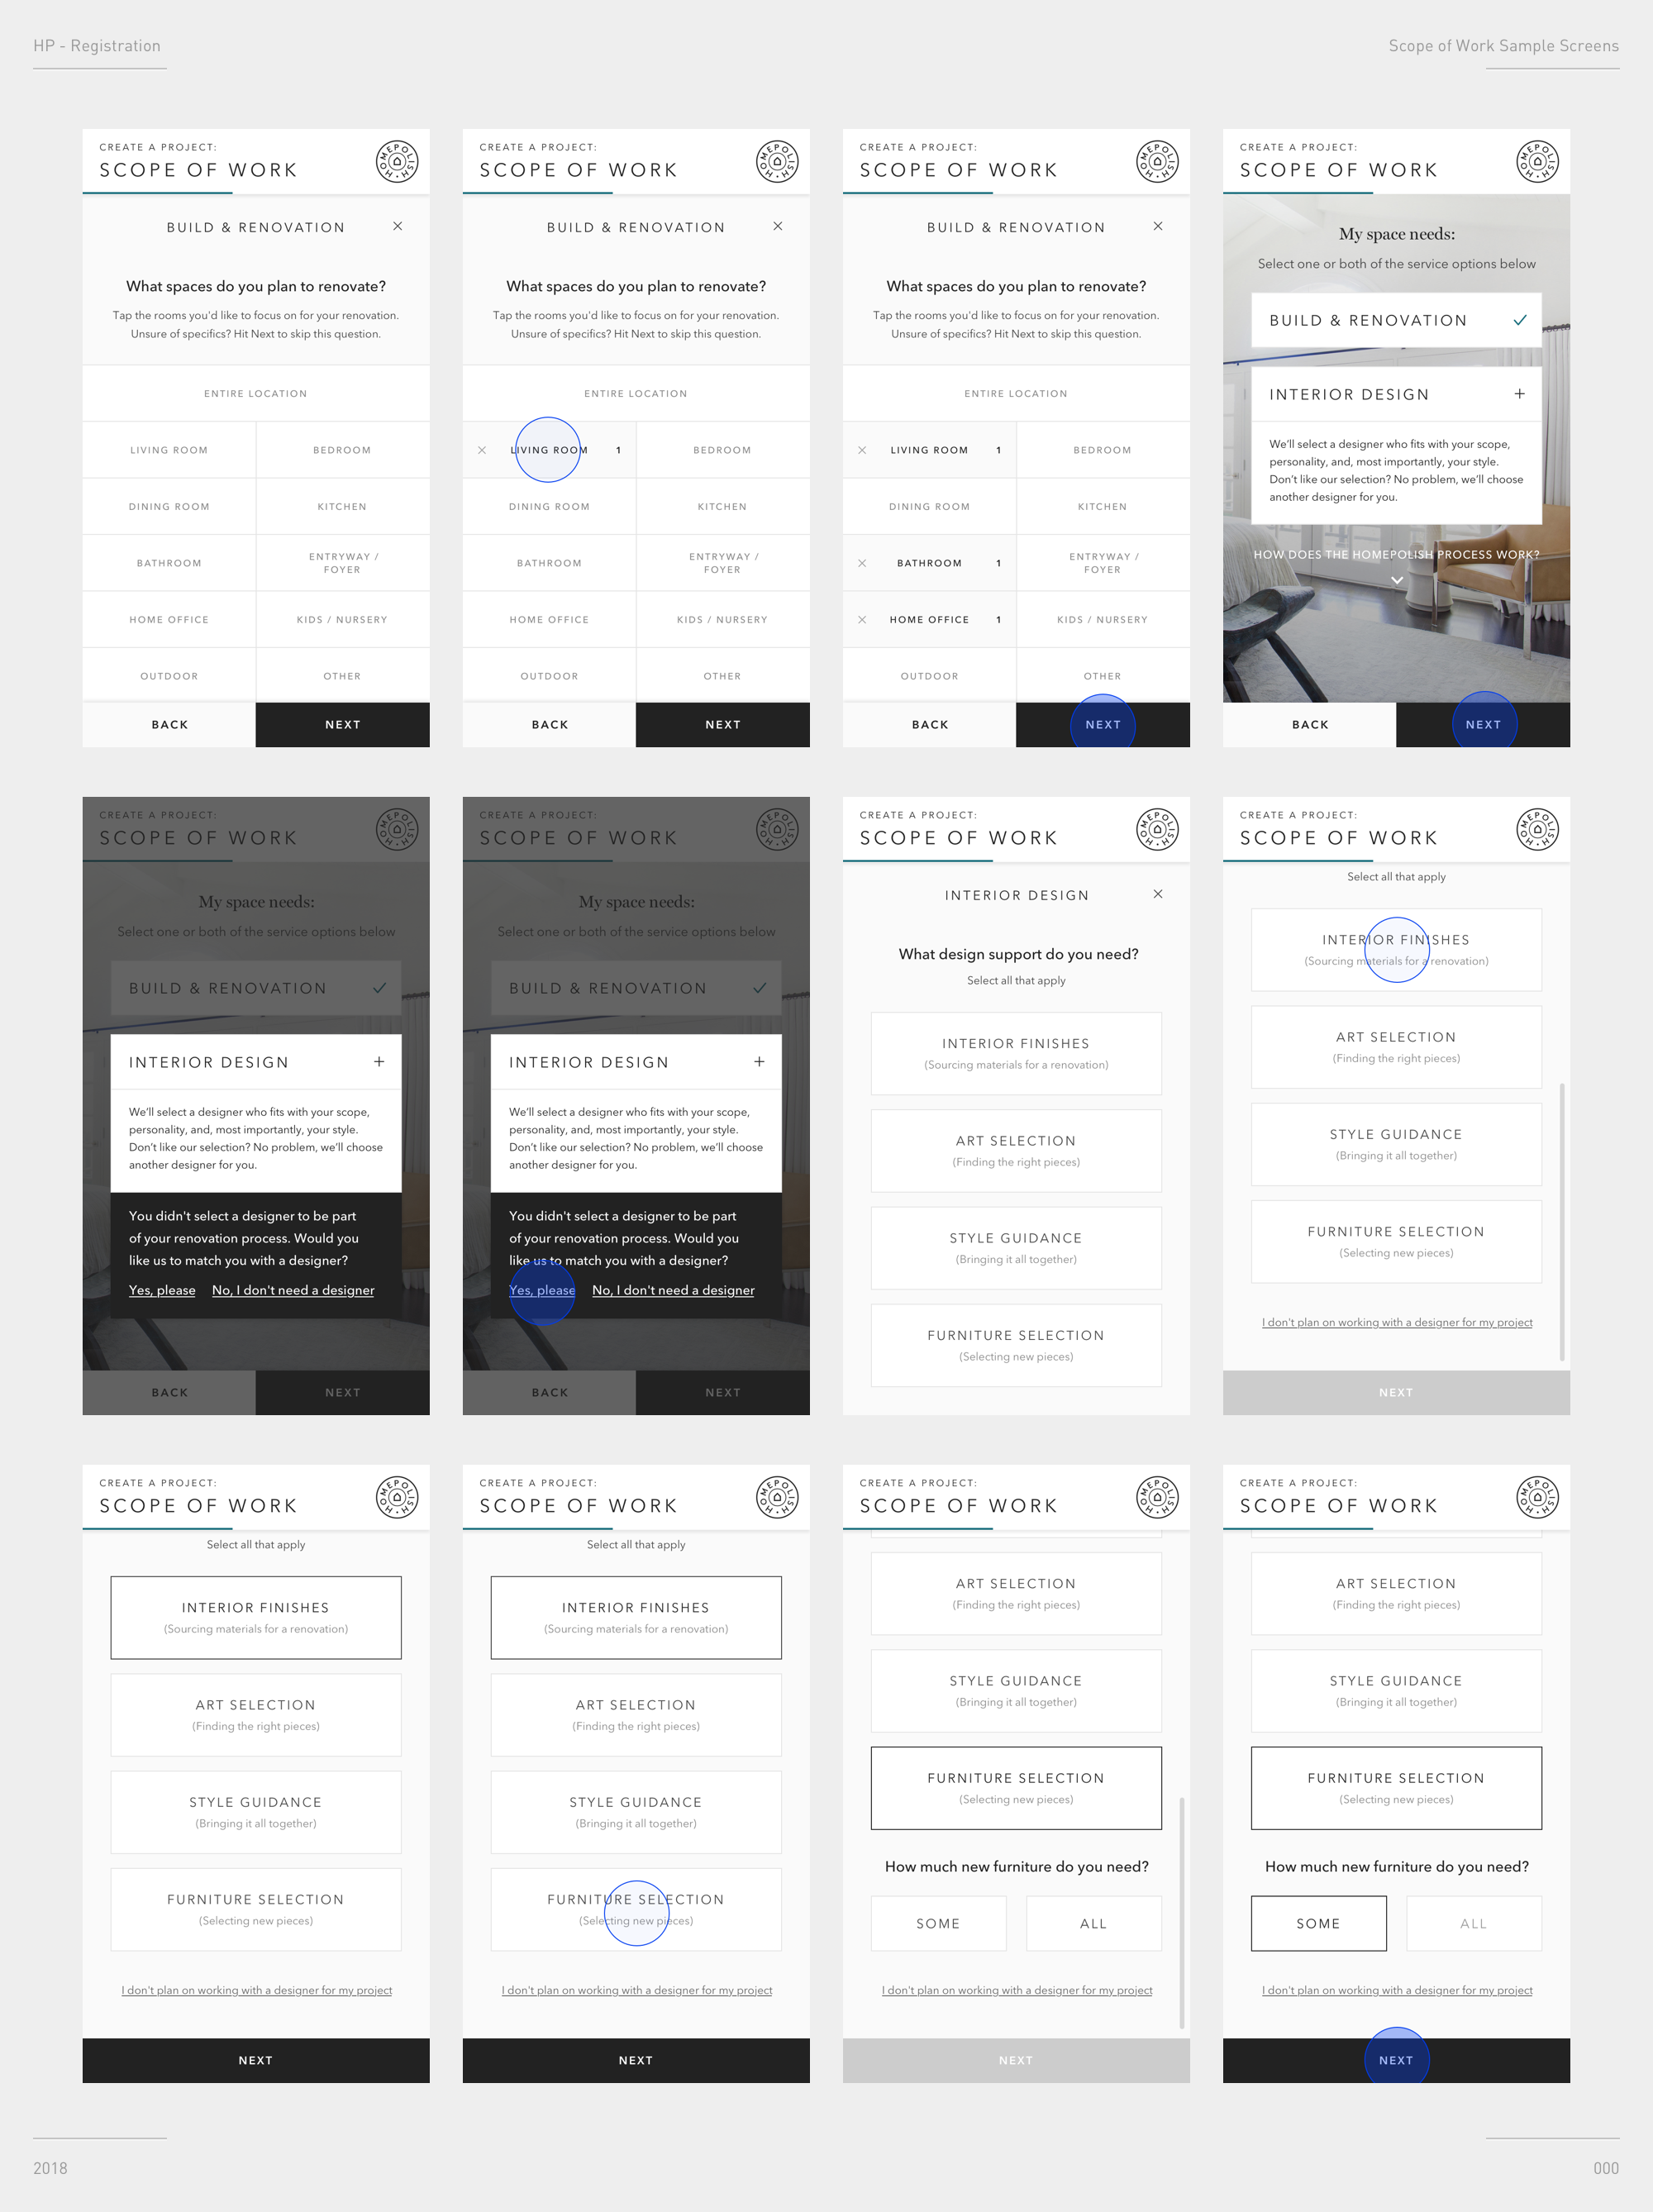 HP - Registration
Scope of Work Sample Screens
CREATE A PROJECT:
SCOPE OF WORK
HOMEPOLISH
BUILD & RENOVATION
What spaces do you plan to renovate?
Tap the rooms you'd like to focus on for your renovation.
Unsure of specifics? Hit Next to skip this question.
ENTIRE LOCATION
LIVING ROOM
BEDROOM
DINING ROOM
KITCHEN
BATHROOM
ENTRYWAY /
FOYER
HOME OFFICE
KIDS / NURSERY
OUTDOOR
OTHER
BACK
NEXT
CREATE A PROJECT:
SCOPE OF WORK
HOMEPOLISH
BUILD & RENOVATION
What spaces do you plan to renovate?
Tap the rooms you'd like to focus on for your renovation.
Unsure of specifics? Hit Next to skip this question.
ENTIRE LOCATION
LIVING ROOM 1
BEDROOM
DINING ROOM
KITCHEN
BATHROOM
ENTRYWAY /
FOYER
HOME OFFICE
KIDS / NURSERY
OUTDOOR
OTHER
BACK
NEXT
CREATE A PROJECT:
SCOPE OF WORK
HOMEPOLISH
BUILD & RENOVATION
What spaces do you plan to renovate?
Tap the rooms you'd like to focus on for your renovation.
Unsure of specifics? Hit Next to skip this question.
ENTIRE LOCATION
LIVING ROOM 1
BEDROOM
DINING ROOM
KITCHEN
BATHROOM 1
ENTRYWAY /
FOYER
HOME OFFICE 1
KIDS / NURSERY
OUTDOOR
OTHER
BACK
NEXT
CREATE A PROJECT:
SCOPE OF WORK
HOMEPOLISH
My space needs:
Select one or both of the service options below
BUILD & RENOVATION
INTERIOR DESIGN +
We'll select a designer who fits with your scope,
personality, and, most importantly, your style.
Don't like our selection? No problem, we'll choose
another designer for you.
HOW DOES THE HOMEPOLISH PROCESS WORK?
BACK
NEXT
CREATE A PROJECT:
SCOPE OF WORK
HOMEPOLISH
My space needs:
Select one or both of the service options below
BUILD & RENOVATION
INTERIOR DESIGN +
We'll select a designer who fits with your scope,
personality, and, most importantly, your style.
Don't like our selection? No problem, we'll choose
another designer for you.
You didn't select a designer to be part
of your renovation process. Would you
like us to match you with a designer?
Yes, please No, I don't need a designer
BACK
NEXT
CREATE A PROJECT:
SCOPE OF WORK
HOMEPOLISH
My space needs:
Select one or both of the service options below
BUILD & RENOVATION
INTERIOR DESIGN +
We'll select a designer who fits with your scope,
personality, and, most importantly, your style.
Don't like our selection? No problem, we'll choose
another designer for you.
You didn't select a designer to be part
of your renovation process. Would you
like us to match you with a designer?
Yes, please No, I don't need a designer
BACK
NEXT
CREATE A PROJECT:
SCOPE OF WORK
HOMEPOLISH
INTERIOR DESIGN
What design support do you need?
Select all that apply
INTERIOR FINISHES
(Sourcing materials for a renovation)
ART SELECTION
(Finding the right pieces)
STYLE GUIDANCE
(Bringing it all together)
FURNITURE SELECTION
(Selecting new pieces)
CREATE A PROJECT:
SCOPE OF WORK
HOMEPOLISH
Select all that apply
INTERIOR FINISHES
(Sourcing materials for a renovation)
ART SELECTION
(Finding the right pieces)
STYLE GUIDANCE
(Bringing it all together)
FURNITURE SELECTION
(Selecting new pieces)
I don't plan on working with a designer for my project
NEXT
CREATE A PROJECT:
SCOPE OF WORK
HOMEPOLISH
Select all that apply
INTERIOR FINISHES
(Sourcing materials for a renovation)
ART SELECTION
(Finding the right pieces)
STYLE GUIDANCE
(Bringing it all together)
FURNITURE SELECTION
(Selecting new pieces)
I don't plan on working with a designer for my project
NEXT
CREATE A PROJECT:
SCOPE OF WORK
HOMEPOLISH
Select all that apply
INTERIOR FINISHES
(Sourcing materials for a renovation)
ART SELECTION
(Finding the right pieces)
STYLE GUIDANCE
(Bringing it all together)
FURNITURE SELECTION
(Selecting new pieces)
I don't plan on working with a designer for my project
NEXT
CREATE A PROJECT:
SCOPE OF WORK
HOMEPOLISH
ART SELECTION
(Finding the right pieces)
STYLE GUIDANCE
(Bringing it all together)
FURNITURE SELECTION
(Selecting new pieces)
How much new furniture do you need?
SOME
ALL
I don't plan on working with a designer for my project
NEXT
CREATE A PROJECT:
SCOPE OF WORK
HOMEPOLISH
ART SELECTION
(Finding the right pieces)
STYLE GUIDANCE
(Bringing it all together)
FURNITURE SELECTION
(Selecting new pieces)
How much new furniture do you need?
SOME
ALL
I don't plan on working with a designer for my project
NEXT
2018
000